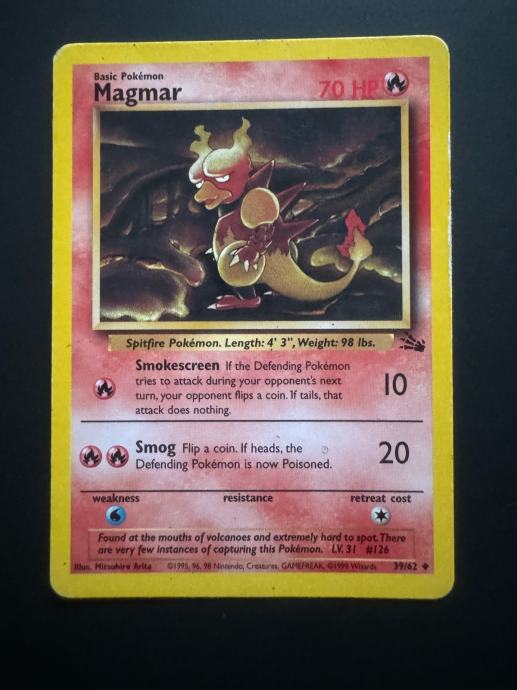 Basic Pokémon
Magmar 70 HP
Spitfire Pokémon. Length: 4' 3", Weight: 98 lbs.
Smokescreen If the Defending Pokémon
tries to attack during your opponent's next
turn, your opponent flips a coin. If tails, that
attack does nothing.
10
Smog Flip a coin. If heads, the
Defending Pokémon is now Poisoned.
20
weakness resistance retreat cost
Found at the mouths of volcanoes and extremely hard to spot. There
are very few instances of capturing this Pokémon. LV. 31 #126
Illus. Mitsuhiro Arita ©1995, 96, 98 Nintendo, Creatures, GAMEFREAK. ©1999 Wizards. 39/62